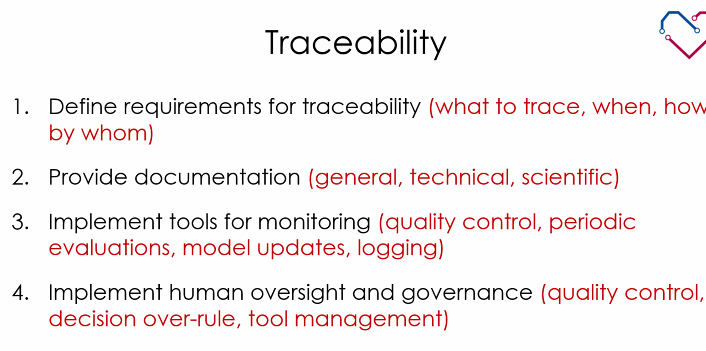 Traceability
1. Define requirements for traceability (what to trace, when, how
by whom)
2. Provide documentation (general, technical, scientific)
3. Implement tools for monitoring (quality control, periodic
evaluations, model updates, logging)
4. Implement human oversight and governance (quality control,
decision over-rule, tool management)